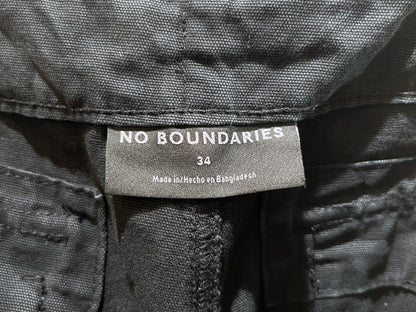 NO BOUNDARIES
34
Made in/Hecho en Bangladesh